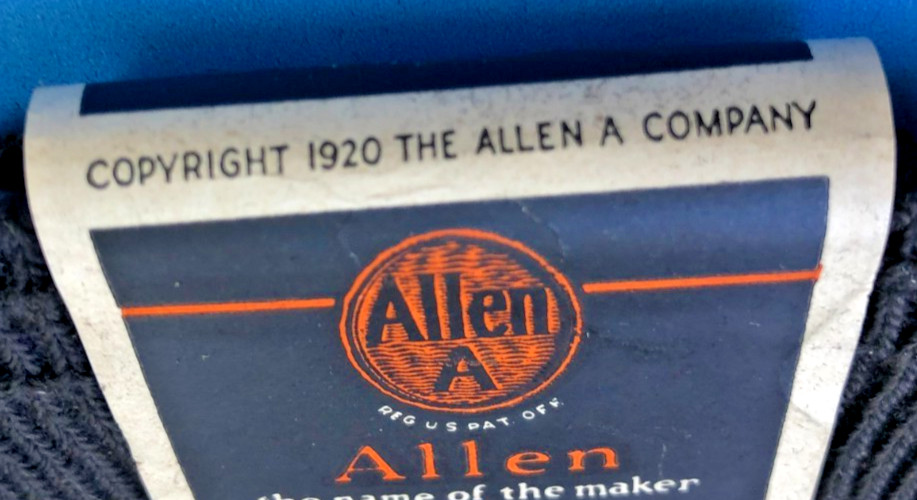 COPYRIGHT 1920 THE ALLEN A COMPANY
Allen
A
REG U S PAT. OFF.
Allen
the name of the maker